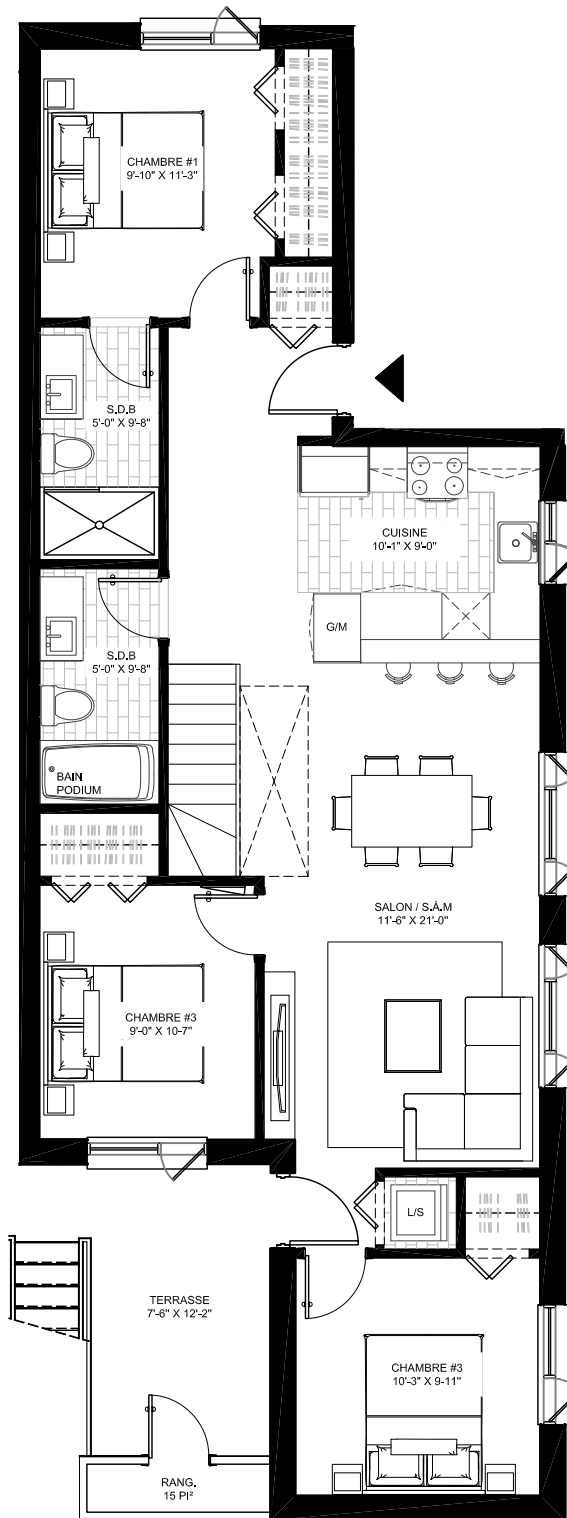 CHAMBRE #1
9'-10" X 11'-3"
S.D.B
5'-0" X 9'-8"
CUISINE
10'-1" X 9'-0"
G/M
S.D.B
5'-0" X 9'-8"
BAIN
PODIUM
SALON / S.À.M
11'-6" X 21'-0"
CHAMBRE #3
9'-0" X 10-7"
L/S
TERRASSE
7'-6" X 12'-2"
CHAMBRE #3
10'-3" X 9-11"
RANG.
15 PI²